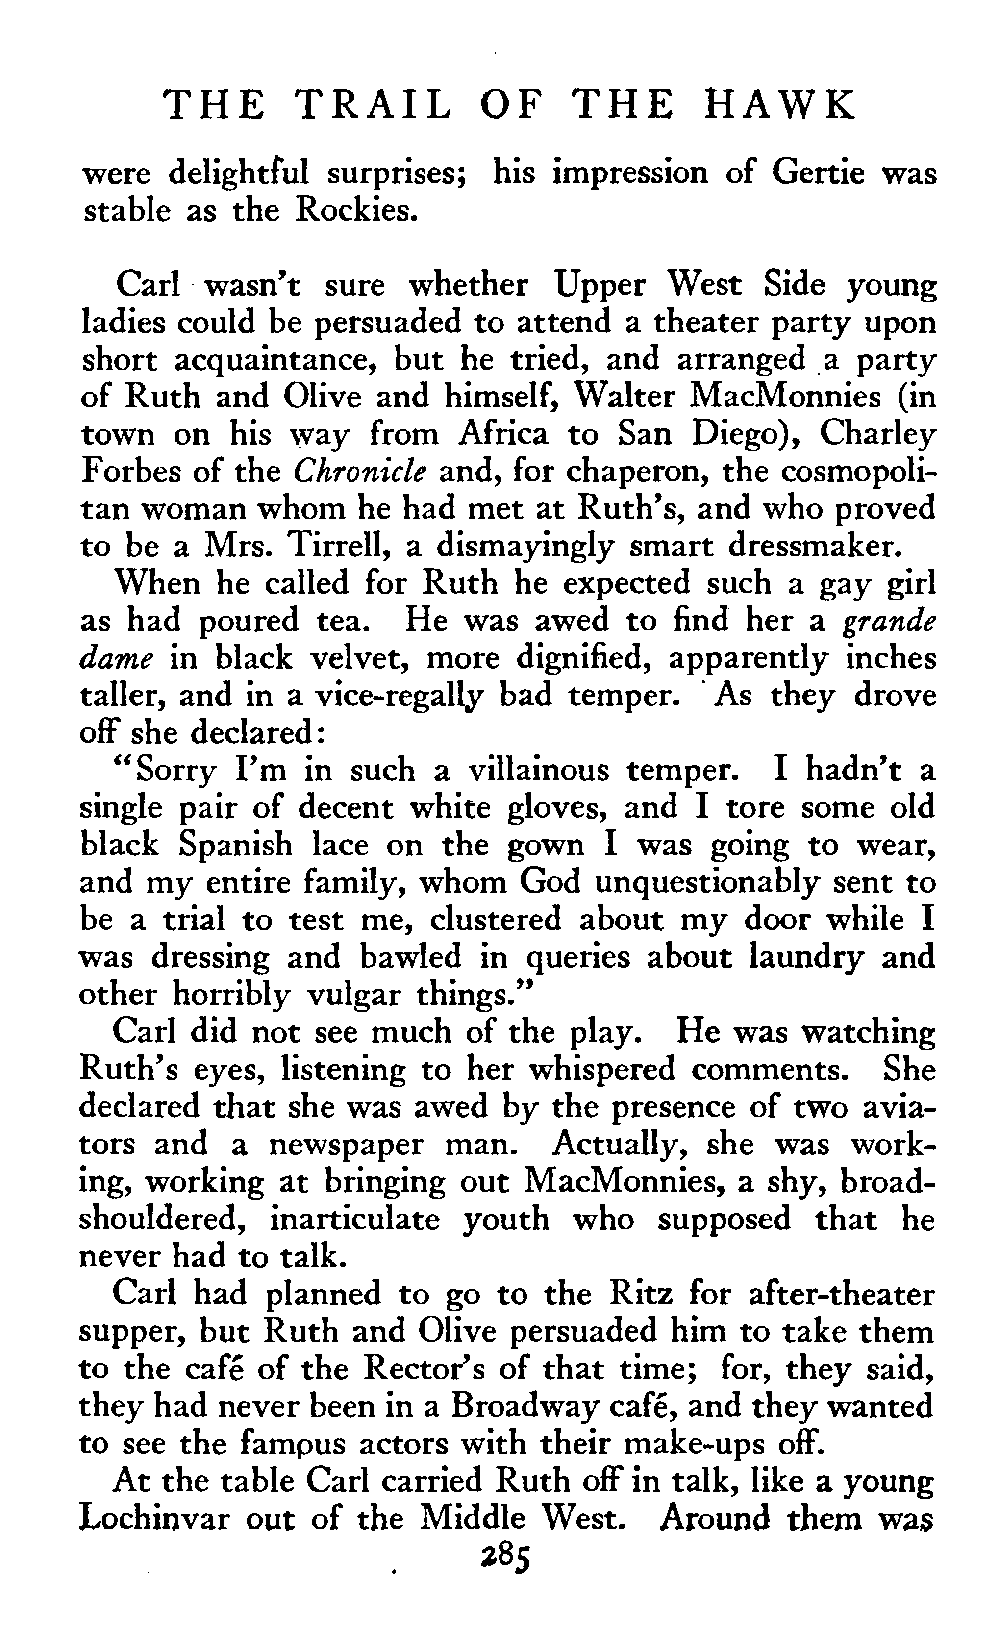 THE TRAIL OF THE HAWK
were delightful surprises; his impression of Gertie was
stable as the Rockies.
Carl wasn't sure whether Upper West Side young
ladies could be persuaded to attend a theater party upon
short acquaintance, but he tried, and arranged a party
of Ruth and Olive and himself, Walter MacMonnies (in
town on his way from Africa to San Diego), Charley
Forbes of the Chronicle and, for chaperon, the cosmopoli-
tan woman whom he had met at Ruth's, and who proved
to be a Mrs. Tirrell, a dismayingly smart dressmaker.
When he called for Ruth he expected such a gay girl
as had poured tea. He was awed to find her a grande
dame in black velvet, more dignified, apparently inches
taller, and in a vice-regally bad temper. As they drove
off she declared:
"Sorry I'm in such a villainous temper. I hadn't a
single pair of decent white gloves, and I tore some old
black Spanish lace on the gown I was going to wear,
and my entire family, whom God unquestionably sent to
be a trial to test me, clustered about my door while I
was dressing and bawled in queries about laundry and
other horribly vulgar things."
Carl did not see much of the play. He was watching
Ruth's eyes, listening to her whispered comments. She
declared that she was awed by the presence of two avia-
tors and a newspaper man. Actually, she was work-
ing, working at bringing out MacMonnies, a shy, broad-
shouldered, inarticulate youth who supposed that he
never had to talk.
Carl had planned to go to the Ritz for after-theater
supper, but Ruth and Olive persuaded him to take them
to the café of the Rector's of that time; for, they said,
they had never been in a Broadway café, and they wanted
to see the famous actors with their make-ups off.
At the table Carl carried Ruth off in talk, like a young
Lochinvar out of the Middle West. Around them was
285